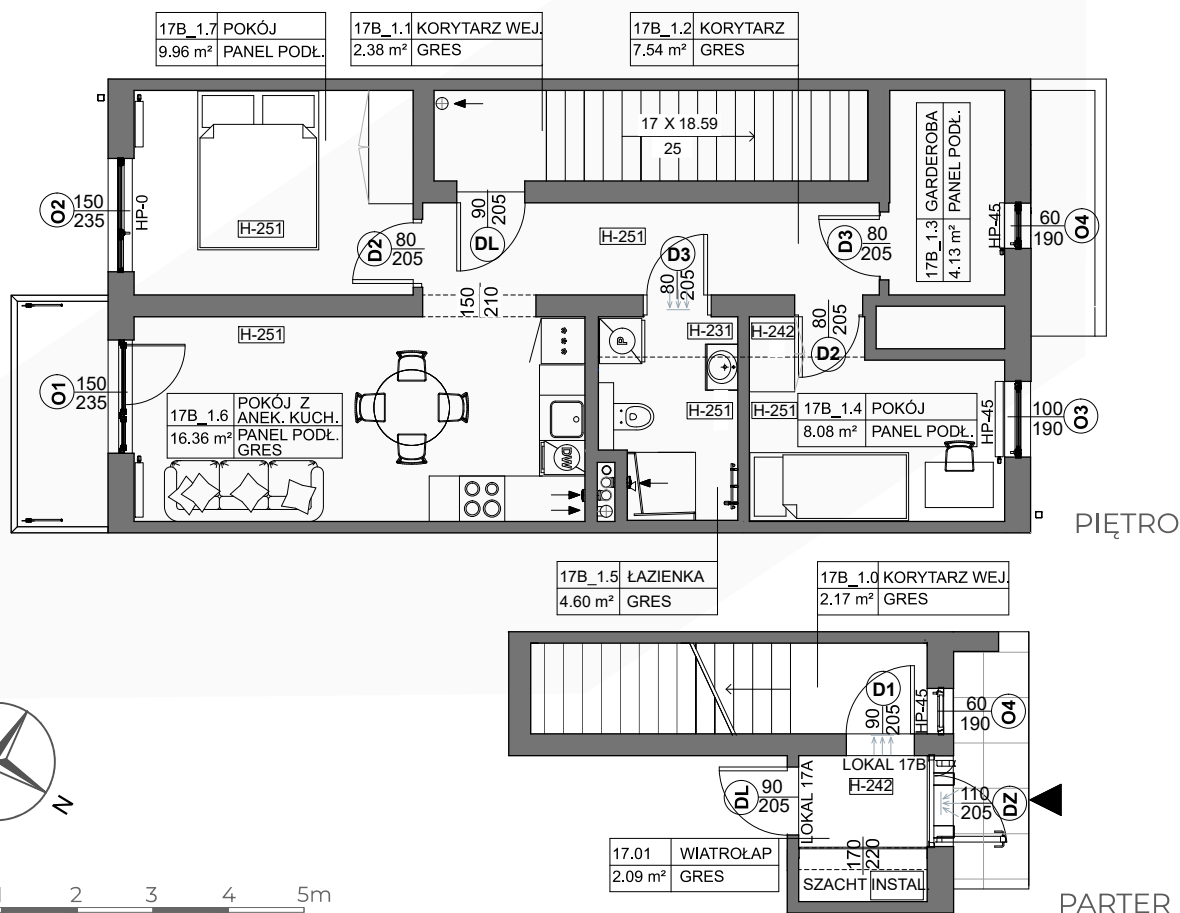 17B_1.7 POKÓJ
9.96 m² PANEL PODŁ.
17B_1.1 KORYTARZ WEJ.
2.38 m² GRES
17B_1.2 KORYTARZ
7.54 m² GRES
17 X 18.59
25
17B_1.3 GARDEROBA
4.13 m² PANEL PODŁ.
O2 150
235
HP-0
H-251
D2 80
205
90
205
DL
H-251
D3
80
205
D3 80
205
HP-45
60
190
O4
150
210
H-251
H-231
H-242
80
205
D2
P
O1 150
235
17B_1.6 POKÓJ Z
ANEK. KUCH.
16.36 m² PANEL PODŁ.
GRES
DW
H-251
H-251
17B_1.4 POKÓJ
8.08 m² PANEL PODŁ.
HP-45
100
190
O3
PIĘTRO
17B_1.5 ŁAZIENKA
4.60 m² GRES
17B_1.0 KORYTARZ WEJ.
2.17 m² GRES
D1
90
205
HP-45
60
190
O4
LOKAL 17B
LOKAL 17A
H-242
DL 90
205
110
205
DZ
17.01 WIATROŁAP
2.09 m² GRES
170
220
SZACHT INSTAL.
N
1 2 3 4 5m
PARTER